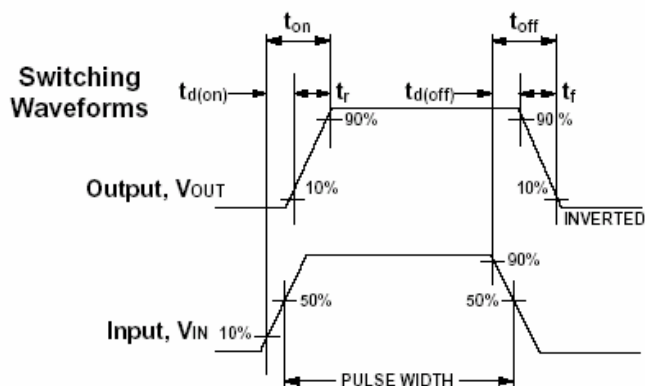 ton
toff
Switching
Waveforms
td(on)
tr
td(off)
tf
90%
90%
Output, VOUT
10%
10%
INVERTED
90%
50%
50%
Input, VIN
10%
PULSE WIDTH